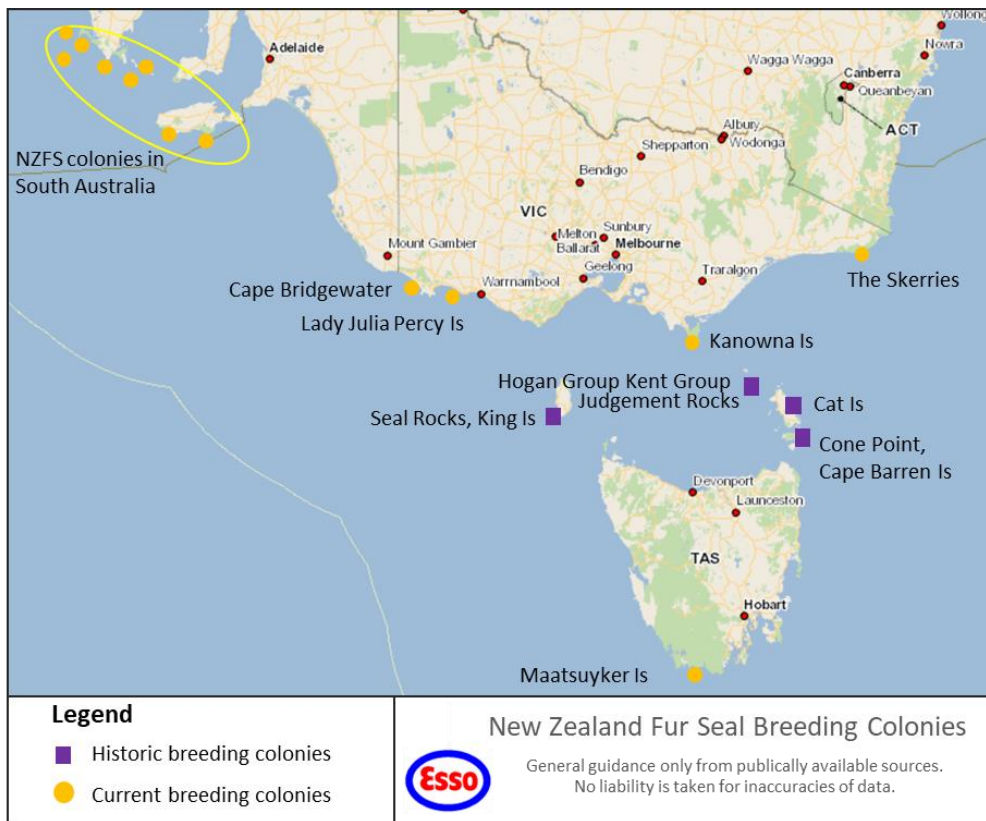 Wollong
Nowra
Adelaide
Wagga Wagga
Canberra
Queanbeyan
ACT
Albury
Wodonga
Shepparton
NZFS colonies in
South Australia
Bendigo
VIC
Sunbury
Melton
Ballarat
Melbourne
Mount Gambier
Geelong
Traralgon
The Skerries
Cape Bridgewater
Warrnambool
Lady Julia Percy Is
Kanowna Is
Hogan Group Kent Group
Judgement Rocks
Cat Is
Seal Rocks, King Is
Cone Point,
Cape Barren Is
Devonport
Launceston
TAS
Hobart
Maatsuyker Is
Legend
Historic breeding colonies
Current breeding colonies
Esso
New Zealand Fur Seal Breeding Colonies
General guidance only from publically available sources.
No liability is taken for inaccuracies of data.